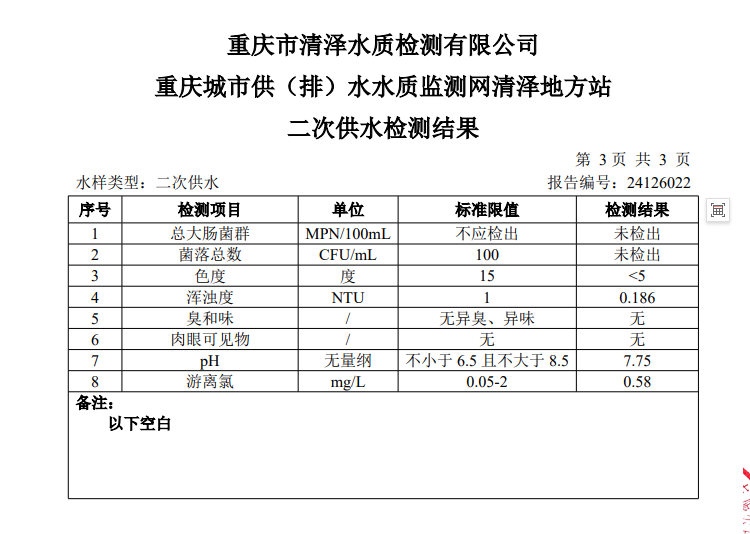 重庆市清泽水质检测有限公司
重庆城市供（排）水水质监测网清泽地方站
二次供水检测结果
第 3 页 共 3 页
水样类型：二次供水 报告编号：24126022
序号 检测项目 单位 标准限值 检测结果
1 总大肠菌群 MPN/100mL 不应检出 未检出
2 菌落总数 CFU/mL 100 未检出
3 色度 度 15 <5
4 浑浊度 NTU 1 0.186
5 臭和味 / 无异臭、异味 无
6 肉眼可见物 / 无 无
7 pH 无量纲 不小于 6.5 且不大于 8.5 7.75
8 游离氯 mg/L 0.05-2 0.58
备注：
以下空白